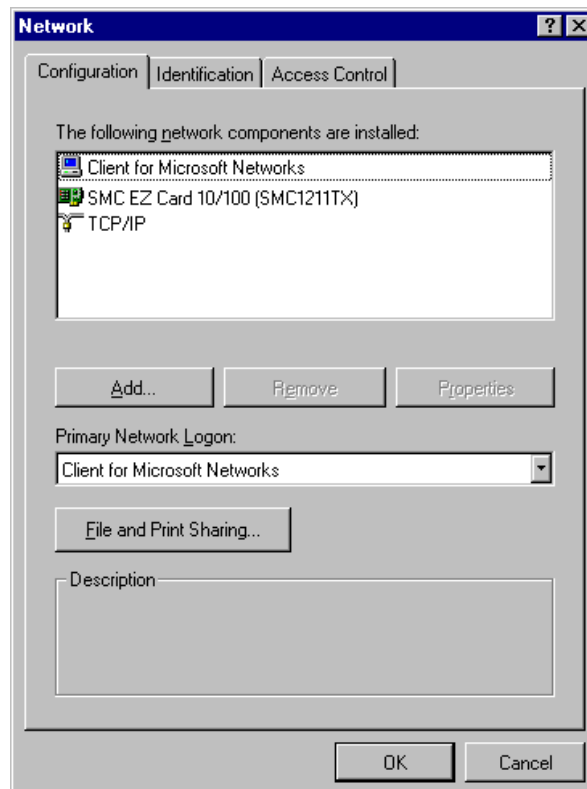 Network
Configuration Identification Access Control
The following network components are installed:
Client for Microsoft Networks
SMC EZ Card 10/100 (SMC1211TX)
TCP/IP
Add... Remove Properties
Primary Network Logon:
Client for Microsoft Networks
File and Print Sharing...
Description
OK Cancel